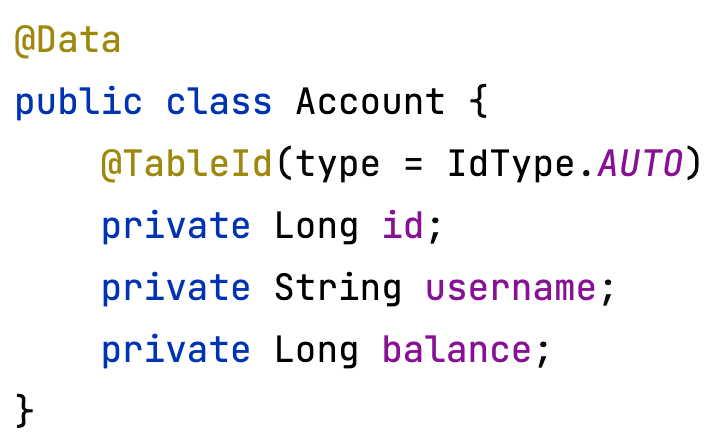 @Data
public class Account {
    @TableId(type = IdType.AUTO)
    private Long id;
    private String username;
    private Long balance;
}